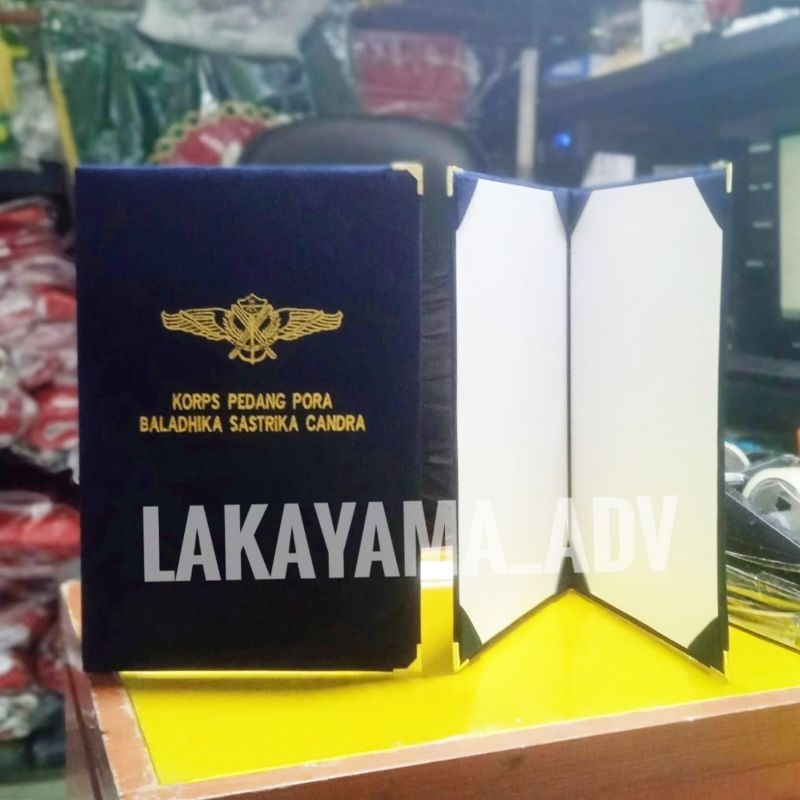 KORPS PEDANG PORA
BALADHIKA SASTRIKA CANDRA
LAKAYAMA_ADV